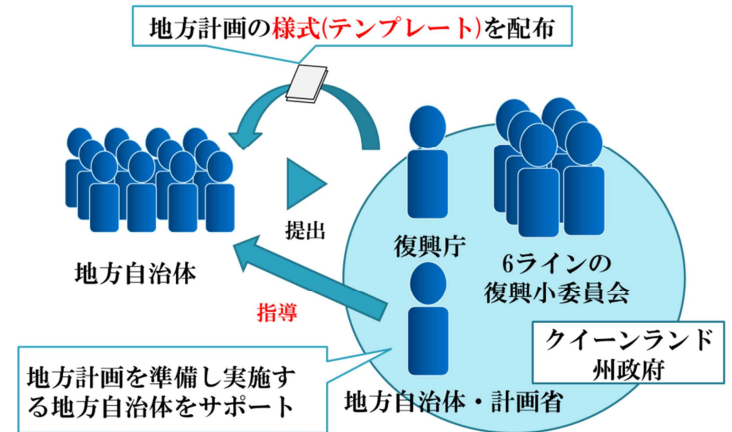 地方計画の様式(テンプレート)を配布
提出
地方自治体
復興庁
6ラインの
復興小委員会
指導
クイーンランド
州政府
地方計画を準備し実施す
る地方自治体をサポート
地方自治体・計画省